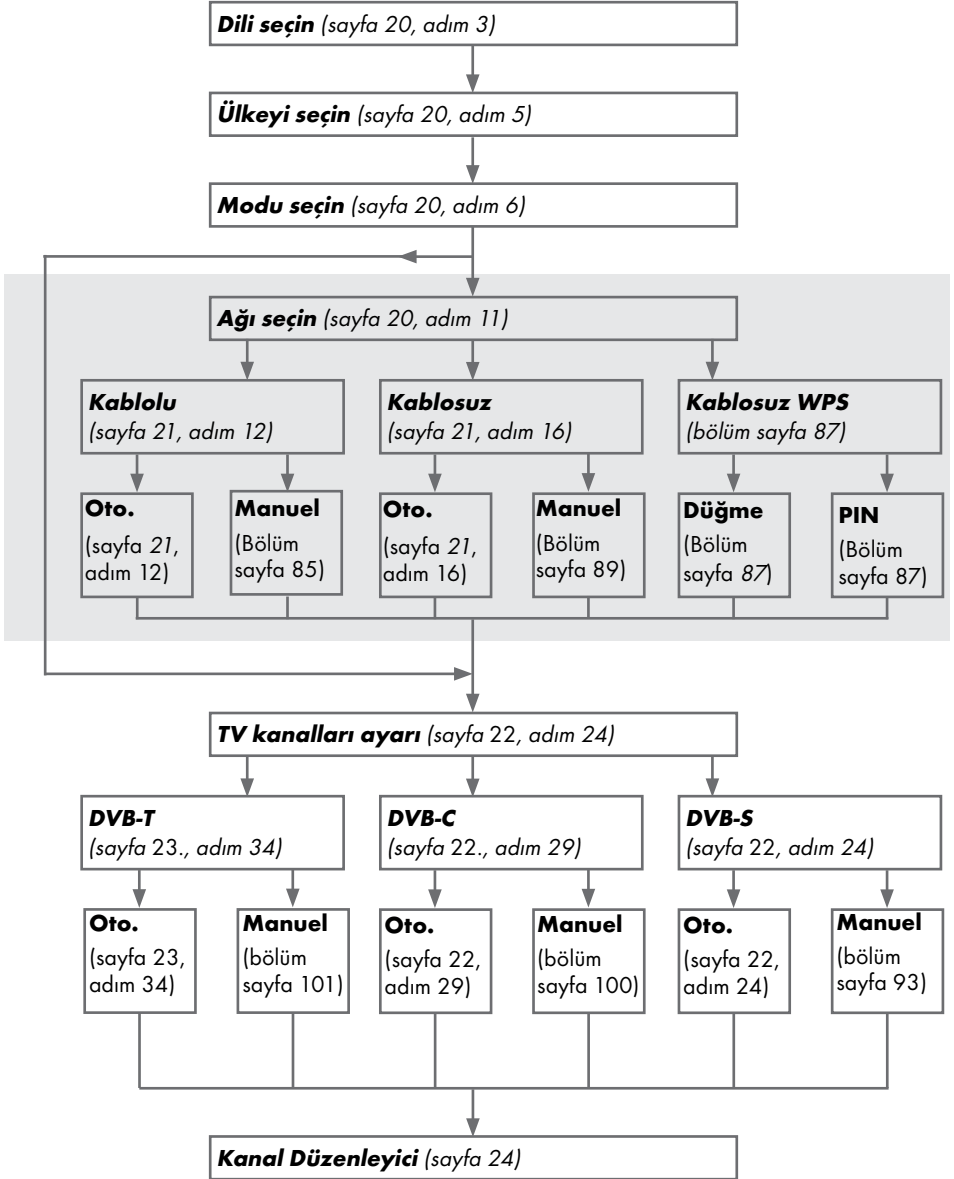 Dili seçin (sayfa 20, adım 3)
Ülkeyi seçin (sayfa 20, adım 5)
Modu seçin (sayfa 20, adım 6)
Ağı seçin (sayfa 20, adım 11)
Kablolu
(sayfa 21, adım 12)
Kablosuz
(sayfa 21, adım 16)
Kablosuz WPS
(bölüm sayfa 87)
Oto.
(sayfa 21,
adım 12)
Manuel
(Bölüm
sayfa 85)
Oto.
(sayfa 21,
adım 16)
Manuel
(Bölüm
sayfa 89)
Düğme
(Bölüm
sayfa 87)
PIN
(Bölüm
sayfa 87)
TV kanalları ayarı (sayfa 22, adım 24)
DVB-T
(sayfa 23., adım 34)
DVB-C
(sayfa 22., adım 29)
DVB-S
(sayfa 22, adım 24)
Oto.
(sayfa 23,
adım 34)
Manuel
(bölüm
sayfa 101)
Oto.
(sayfa 22,
adım 29)
Manuel
(bölüm
sayfa 100)
Oto.
(sayfa 22,
adım 24)
Manuel
(bölüm
sayfa 93)
Kanal Düzenleyici (sayfa 24)